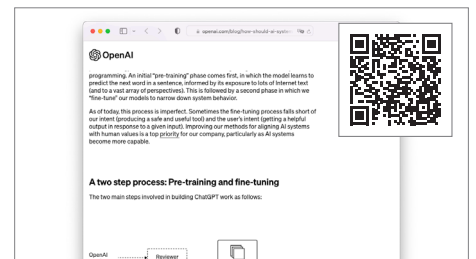 openai.com/blog/how-should-ai-system
OpenAI
programming. An initial "pre-training" phase comes first, in which the model learns to
predict the next word in a sentence, informed by its exposure to lots of Internet text
(and to a vast array of perspectives). This is followed by a second phase in which we
"fine-tune" our models to narrow down system behavior.
As of today, this process is imperfect. Sometimes the fine-tuning process falls short of
our intent (producing a safe and useful tool) and the user's intent (getting a helpful
output in response to a given input). Improving our methods for aligning AI systems
with human values is a top priority for our company, particularly as AI systems
become more capable.
A two step process: Pre-training and fine-tuning
The two main steps involved in building ChatGPT work as follows:
OpenAI
Reviewer